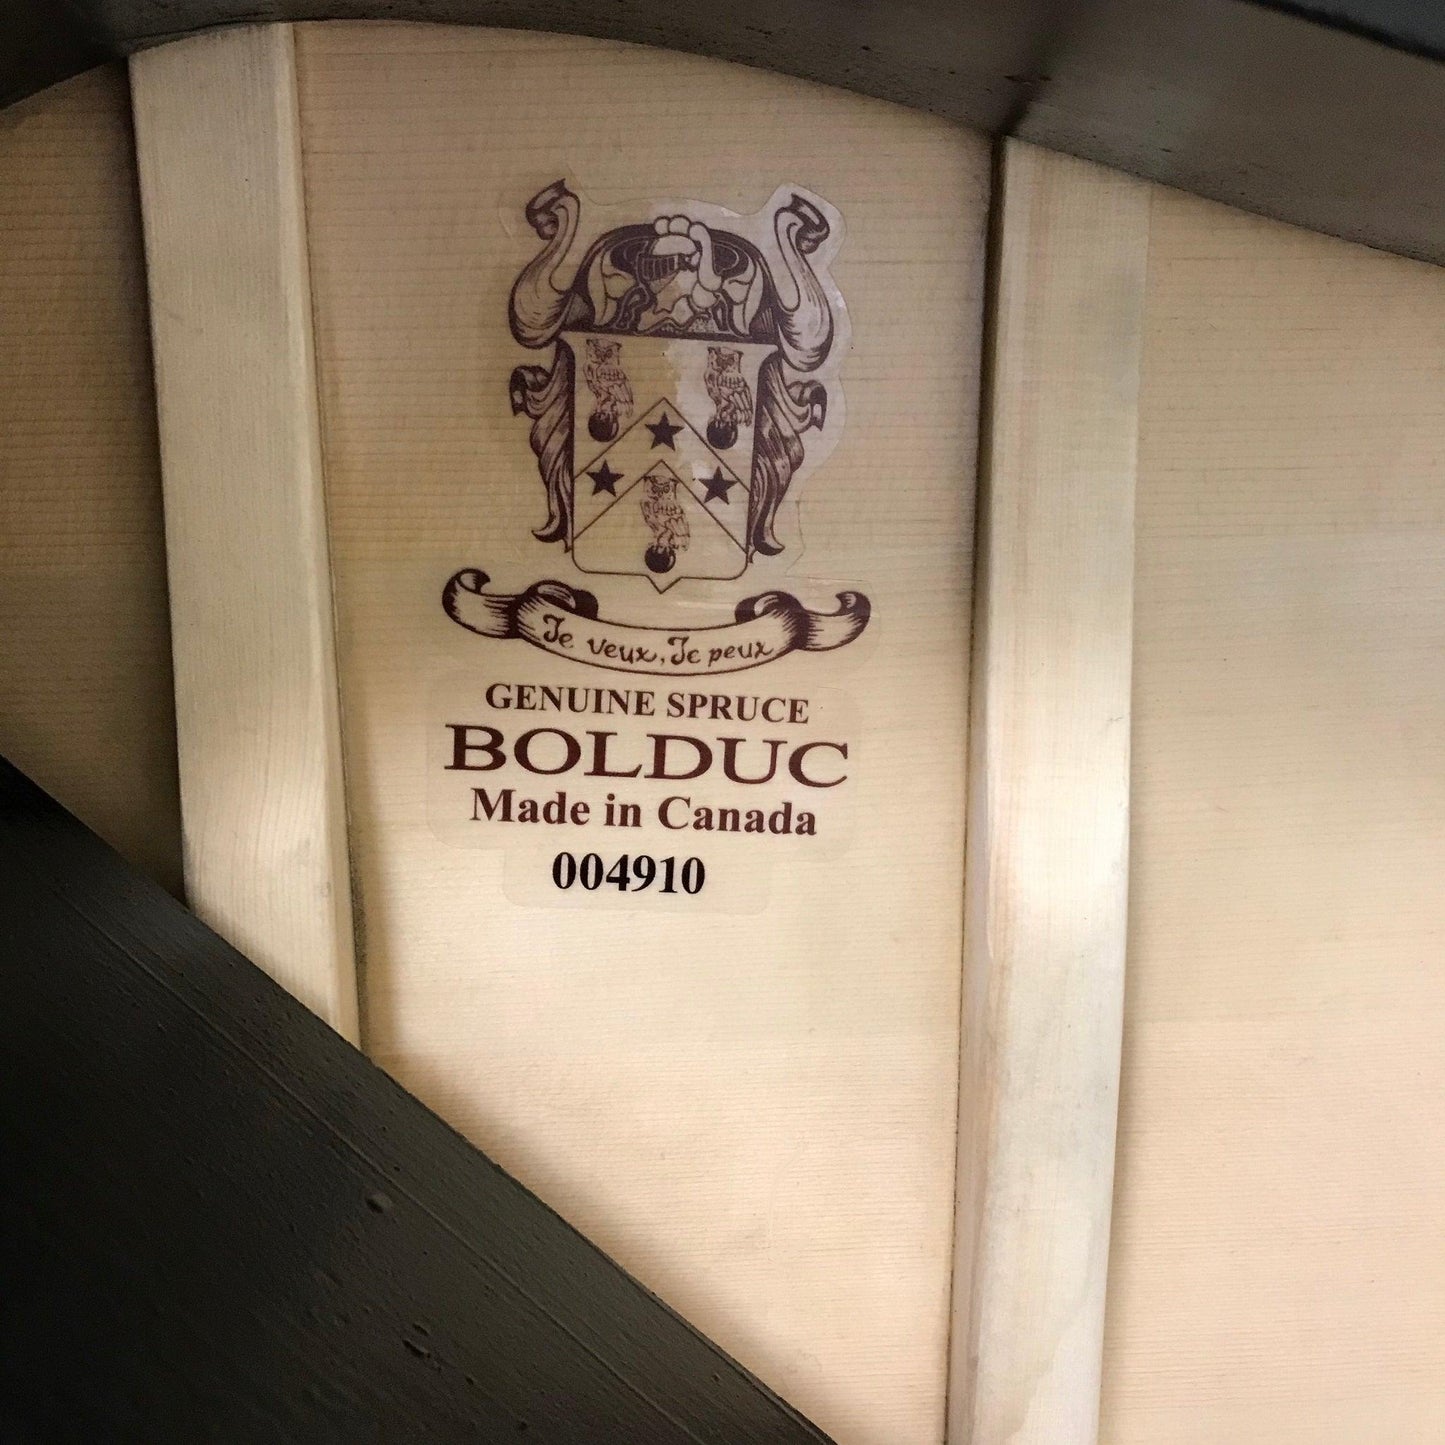 Je veux, Je peux
GENUINE SPRUCE
BOLDUC
Made in Canada
004910